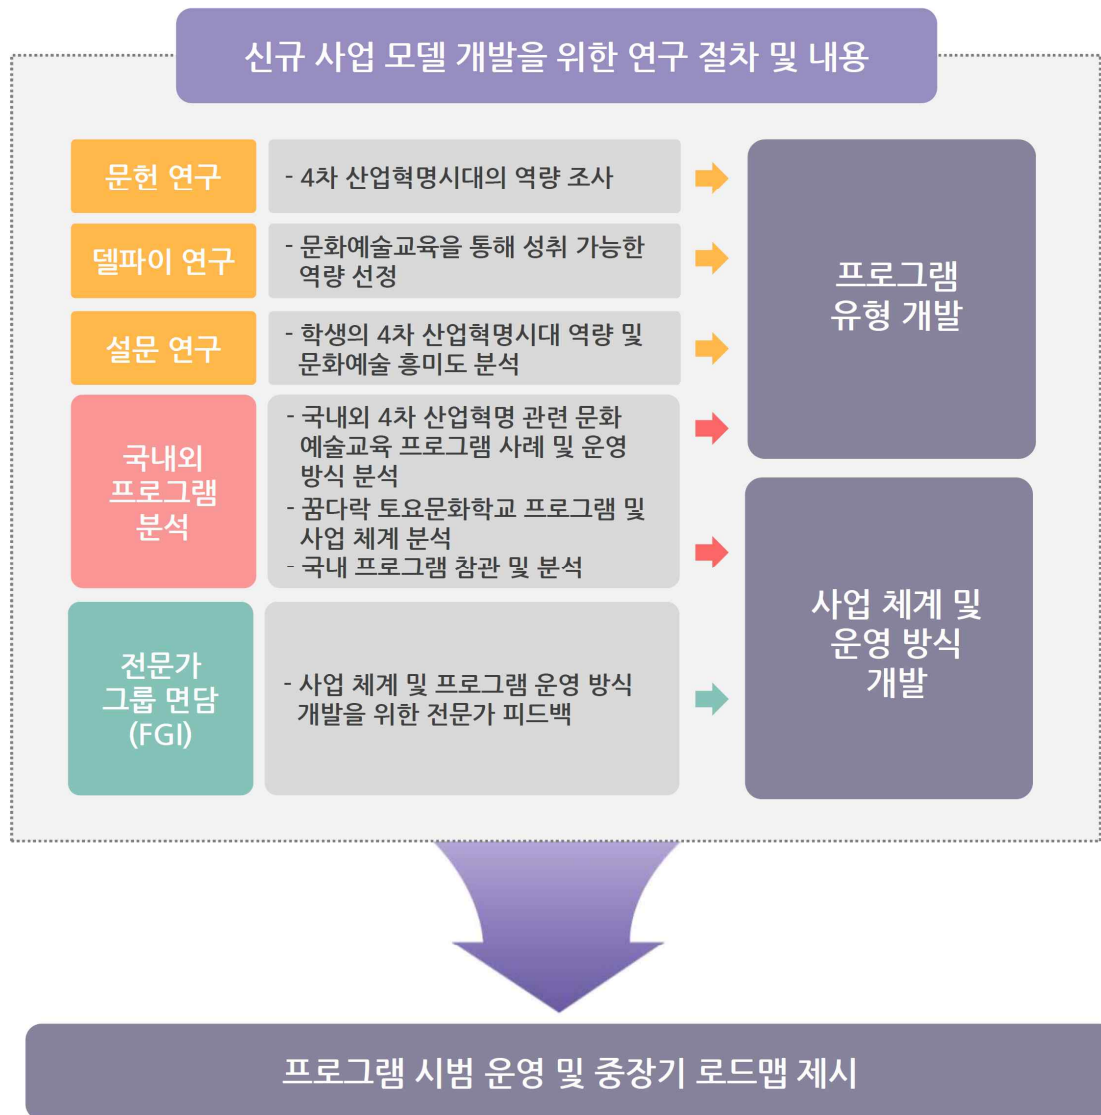 신규 사업 모델 개발을 위한 연구 절차 및 내용
문헌 연구
- 4차 산업혁명시대의 역량 조사
델파이 연구
- 문화예술교육을 통해 성취 가능한
역량 선정
설문 연구
- 학생의 4차 산업혁명시대 역량 및
문화예술 흥미도 분석
프로그램
유형 개발
국내외
프로그램
분석
- 국내외 4차 산업혁명 관련 문화
예술교육 프로그램 사례 및 운영
방식 분석
- 꿈다락 토요문화학교 프로그램 및
사업 체계 분석
- 국내 프로그램 참관 및 분석
전문가
그룹 면담
(FGI)
- 사업 체계 및 프로그램 운영 방식
개발을 위한 전문가 피드백
사업 체계 및
운영 방식
개발
프로그램 시범 운영 및 중장기 로드맵 제시